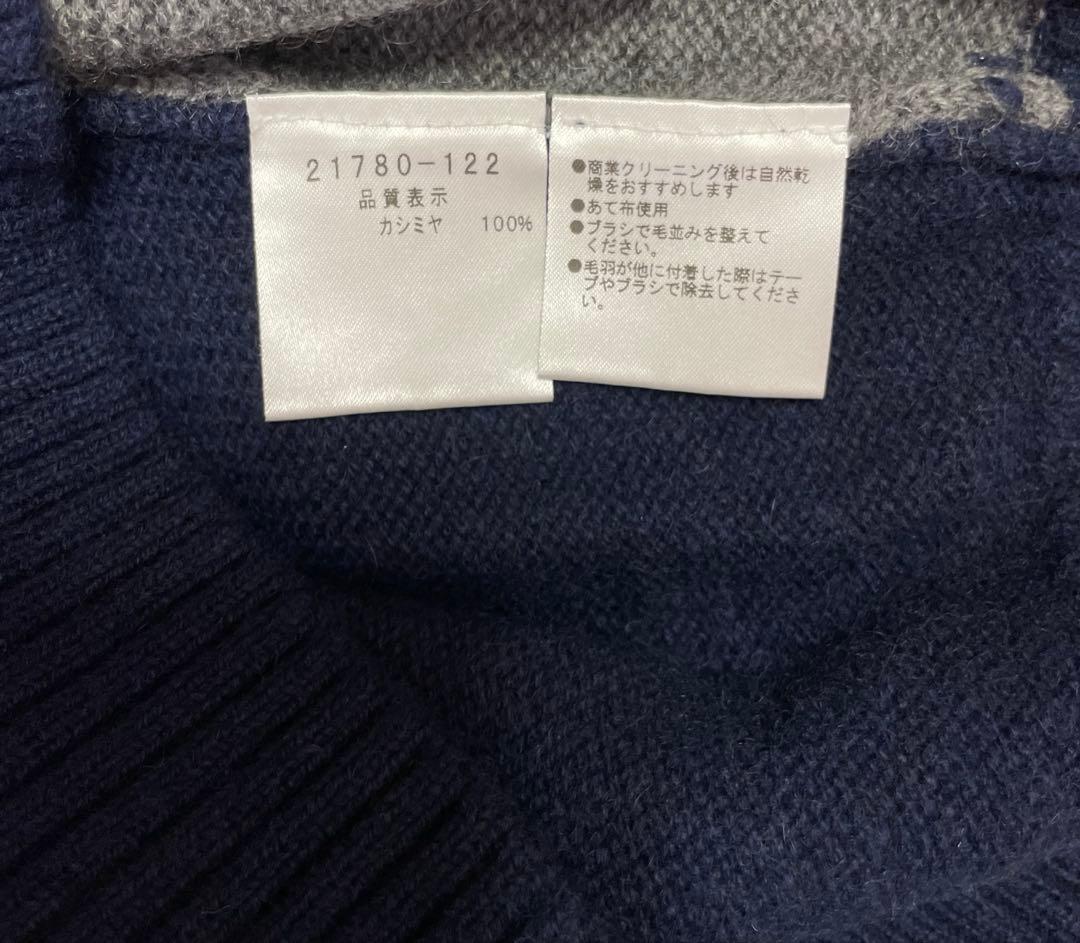 21780-122
品質表示
カシミヤ 100%
●商業クリーニング後は自然乾
燥をおすすめします
●あて布使用
●ブラシで毛並みを整えて
ください。
●毛羽が他に付着した際はテー
プやブラシで除去してくださ
い。